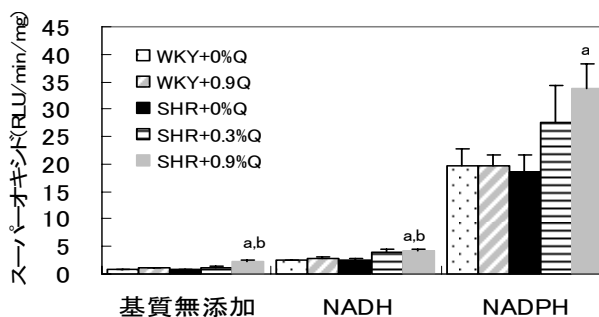 スーパーオキシド(RLU/min/mg)
45
40
35
30
25
20
15
10
5
0
WKY+0%Q
WKY+0.9Q
SHR+0%Q
SHR+0.3%Q
SHR+0.9%Q
a,b
a,b
a
基質無添加 NADH NADPH